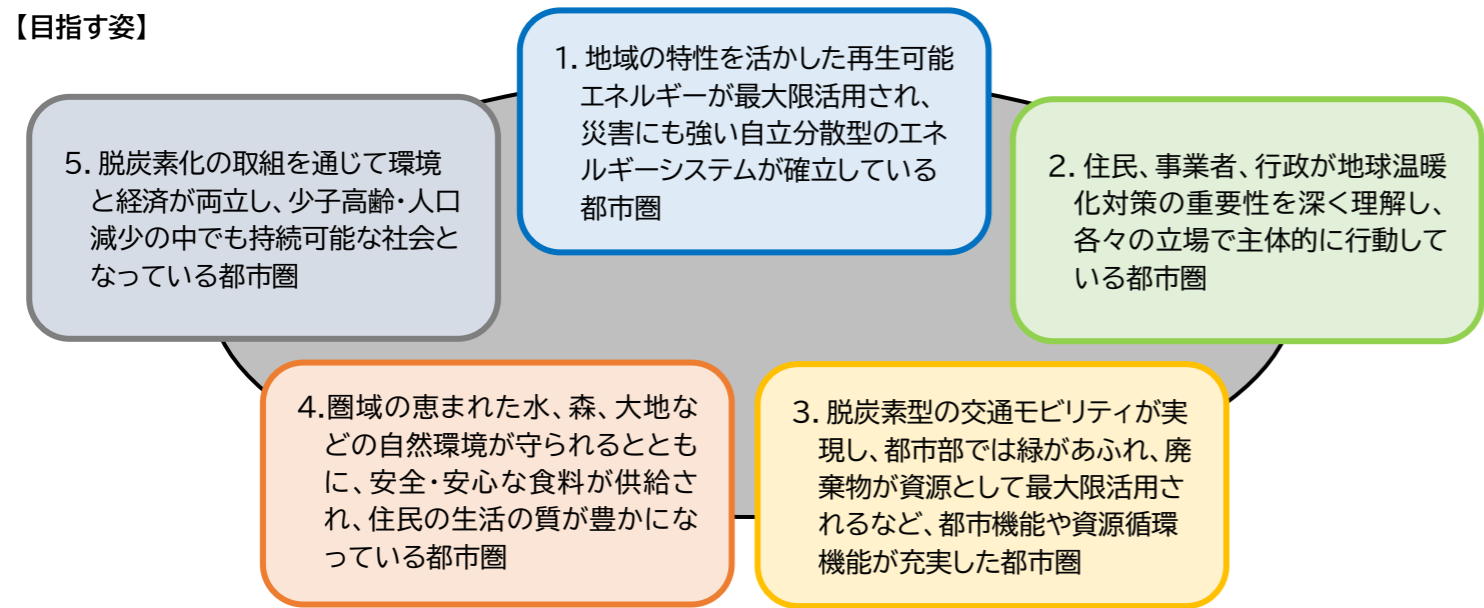 【目指す姿】
1. 地域の特性を活かした再生可能
エネルギーが最大限活用され、
災害にも強い自立分散型のエネ
ルギーシステムが確立している
都市圏
2. 住民、事業者、行政が地球温暖
化対策の重要性を深く理解し、
各々の立場で主体的に行動して
いる都市圏
3. 脱炭素型の交通モビリティが実
現し、都市部では緑があふれ、廃
棄物が資源として最大限活用さ
れるなど、都市機能や資源循環
機能が充実した都市圏
4.圏域の恵まれた水、森、大地な
どの自然環境が守られるととも
に、安全・安心な食料が供給さ
れ、住民の生活の質が豊かにな
っている都市圏
5. 脱炭素化の取組を通じて環境
と経済が両立し、少子高齢・人口
減少の中でも持続可能な社会と
なっている都市圏